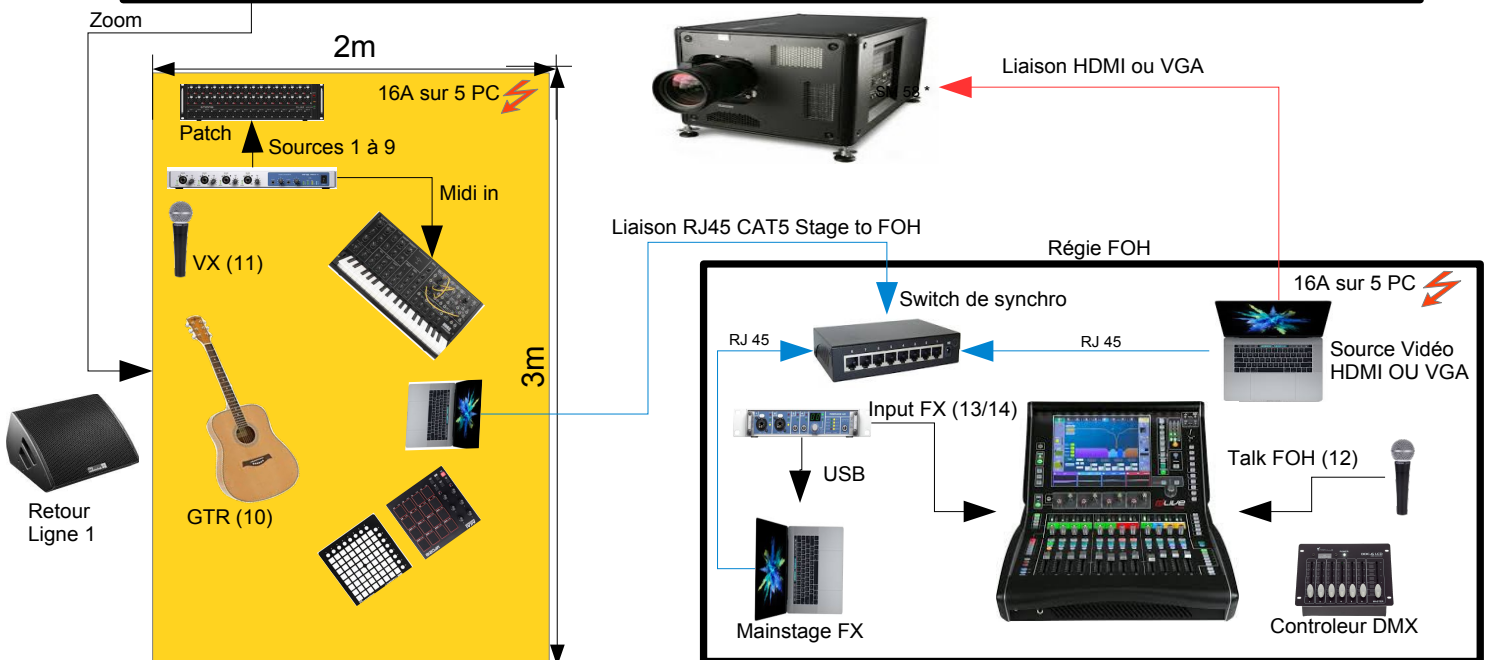 Zoom
2m
16A sur 5 PC
Patch
Sources 1 à 9
Midi in
VX (11)
3m
GTR (10)
Retour
Ligne 1
SM 58 *
Liaison HDMI ou VGA
Liaison RJ45 CAT5 Stage to FOH
Régie FOH
16A sur 5 PC
Switch de synchro
RJ 45
RJ 45
Source Vidéo
HDMI OU VGA
Input FX (13/14)
USB
Talk FOH (12)
Mainstage FX
Controleur DMX